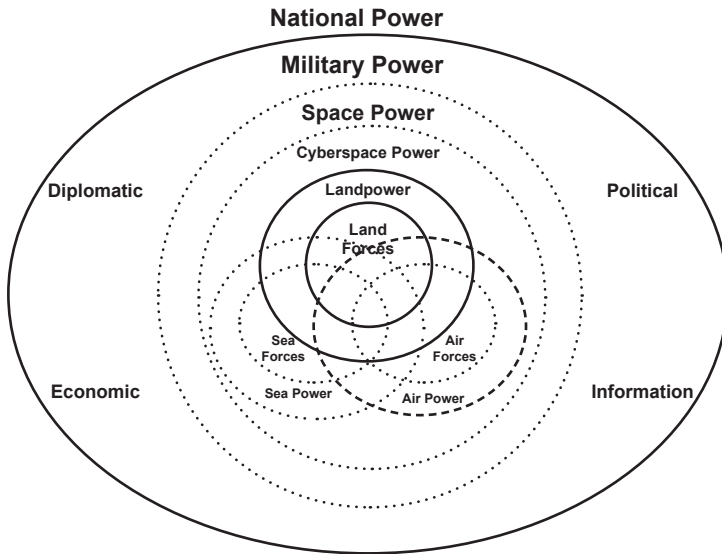 National Power
Military Power
Space Power
Cyberspace Power
Diplomatic
Landpower
Political
Land
Forces
Sea
Forces
Air
Forces
Economic
Sea Power
Air Power
Information